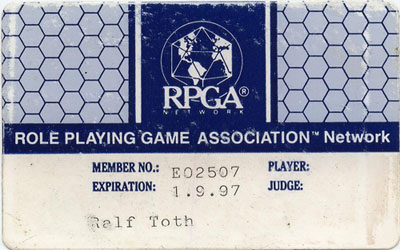 RPGA®
NETWORK
ROLE PLAYING GAME ASSOCIATION™ Network
MEMBER NO.: E02507 PLAYER:
EXPIRATION: 1.9.97 JUDGE:
Ralf Toth